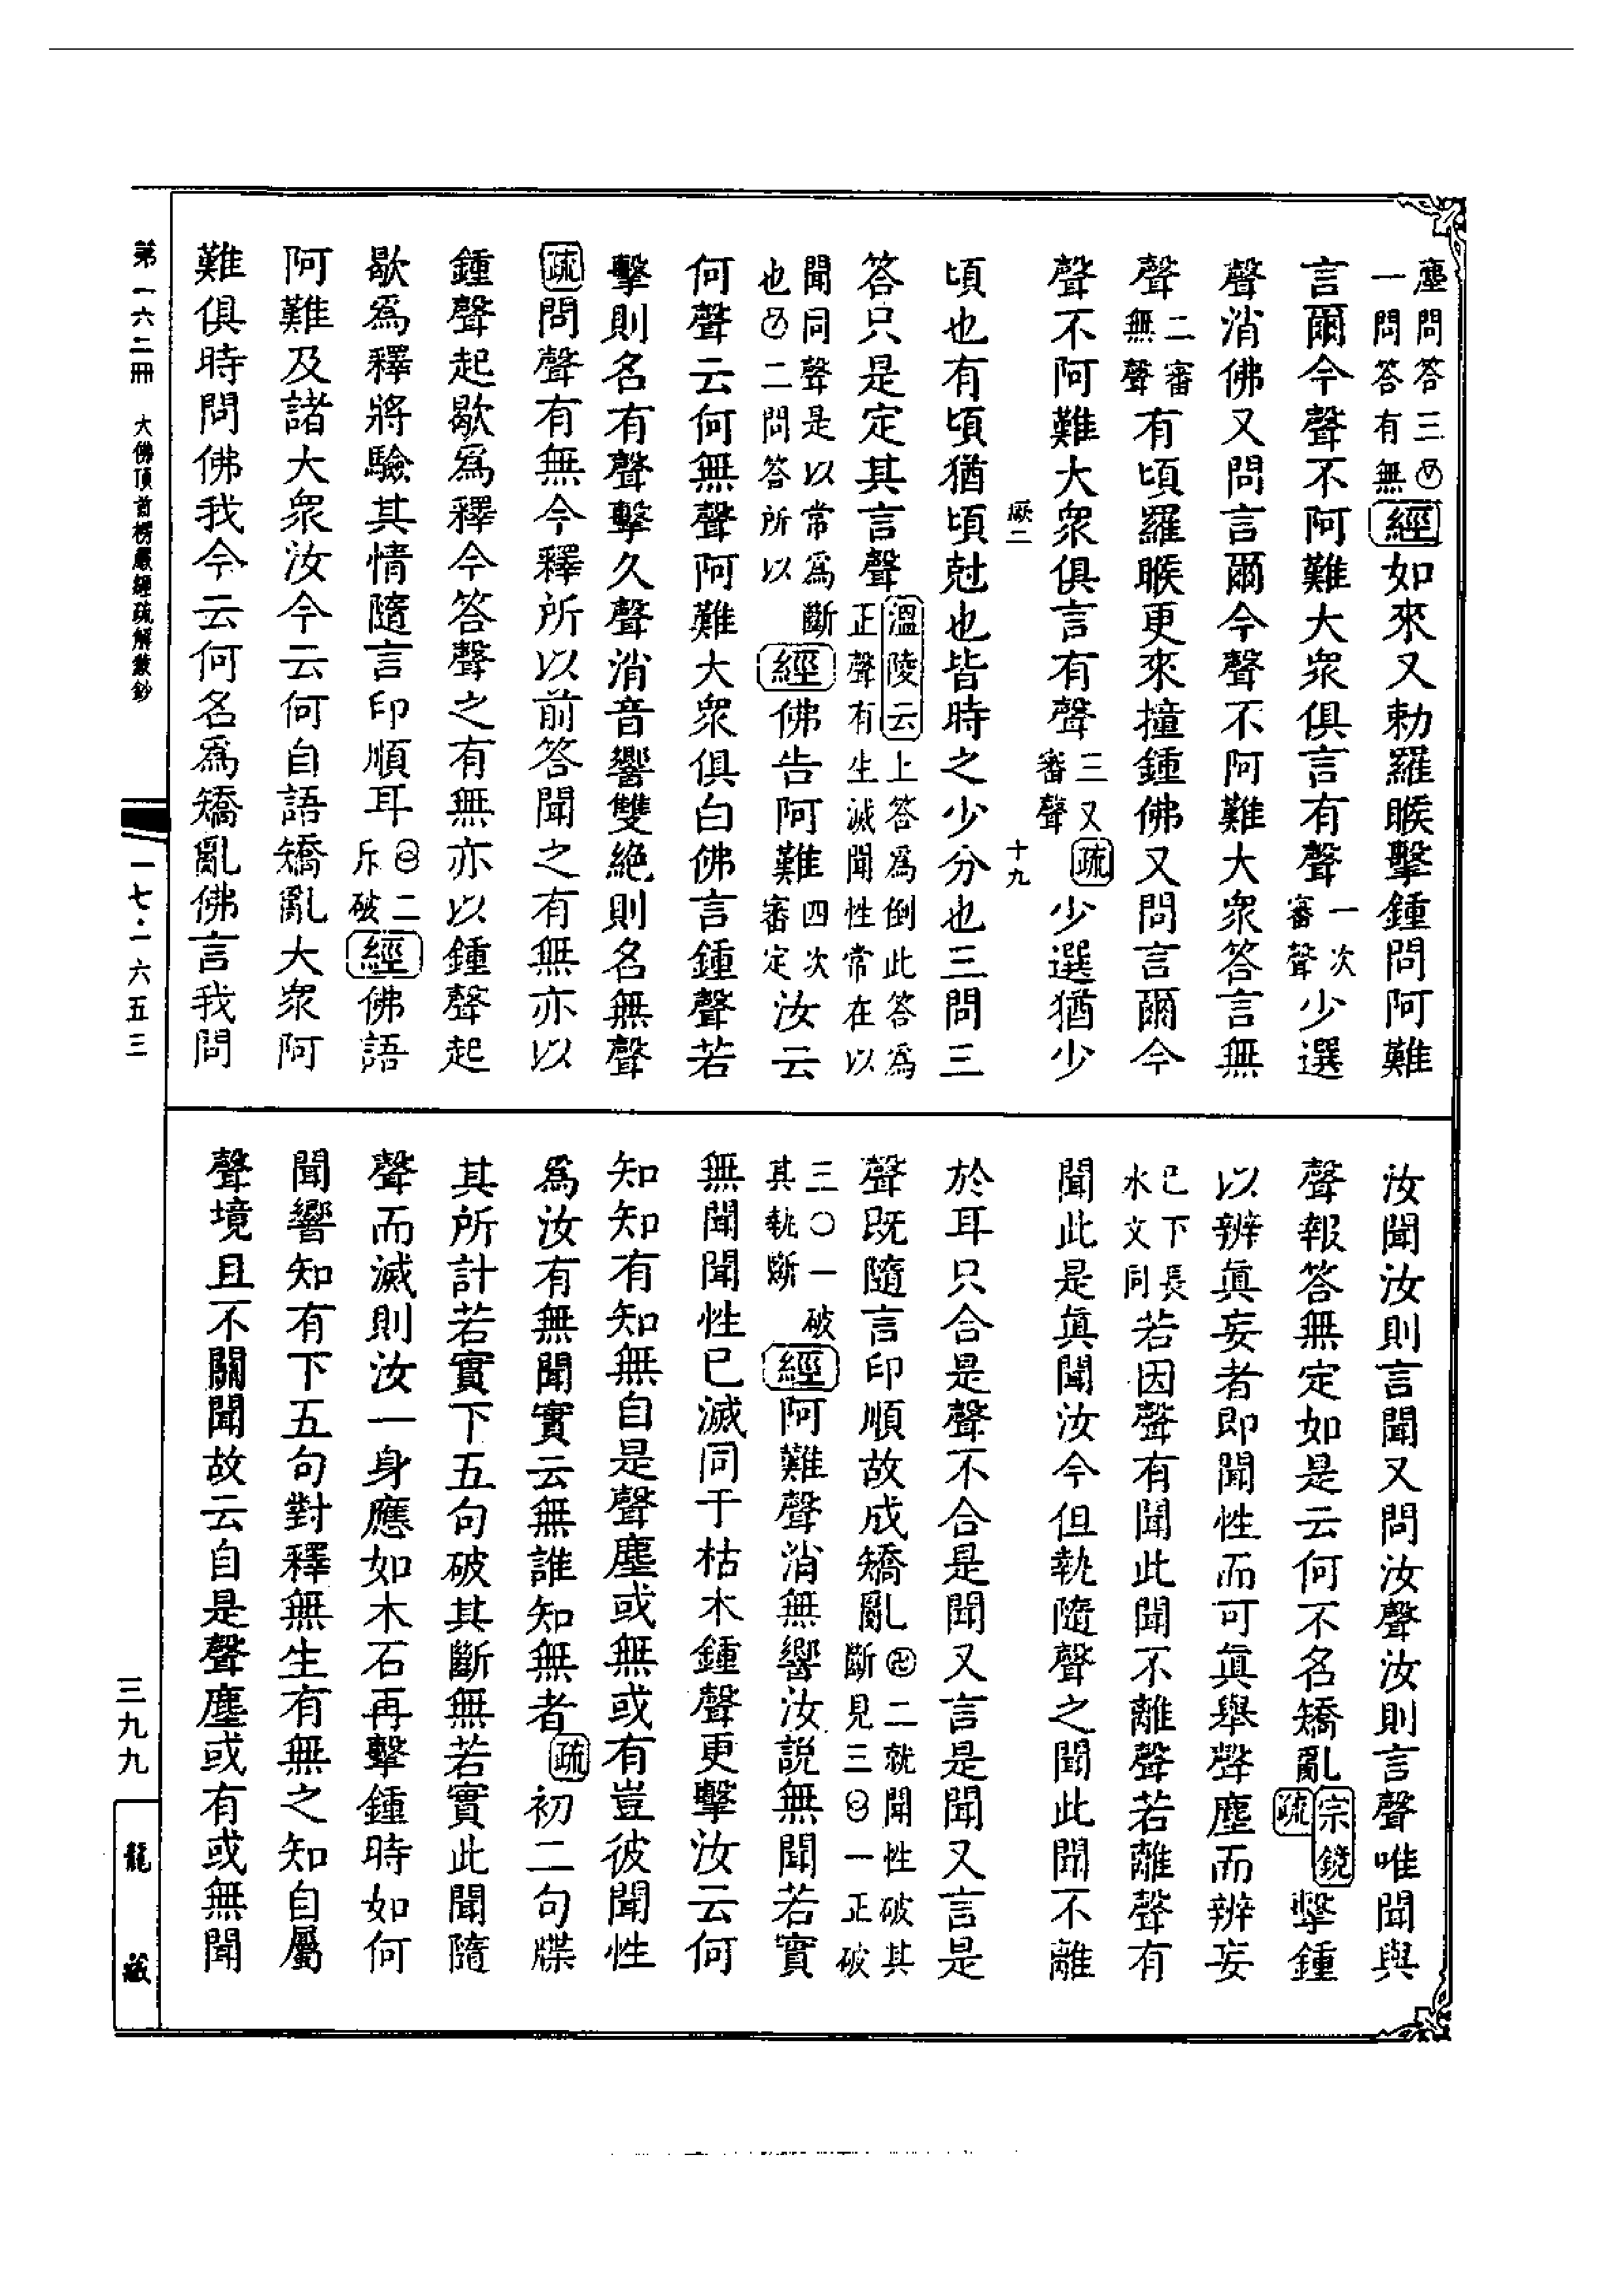 塵問答三㋄一問答有無經如來又勅羅睺擊鍾問阿難
言爾今聲不阿難大衆俱言有聲一次審聲少選
聲消佛又問言爾今聲不阿難大衆答言無
聲二審無聲有頃羅睺更來撞鍾佛又問言爾今
聲不阿難大衆俱言有聲三又審聲疏少選猶少
厥二 十九
頃也有頃猶頃尅也皆時之少分也三問三
答只是定其言聲溫陵云上答爲倒此答爲正聲有生滅聞性常在以
聞同聲是以常爲斷也二問答所以經佛告阿難四次審定汝云
何聲云何無聲阿難大衆俱白佛言鍾聲若
擊則名有聲擊久聲消音響雙絶則名無聲
疏問聲有無今釋所以前答聞之有無亦以
鍾聲起歇爲釋今答聲之有無亦以鍾聲起
歇爲釋將驗其情隨言印順耳二斥破經佛語
阿難及諸大衆汝今云何自語矯亂大衆阿
難俱時問佛我今云何名爲矯亂佛言我問
汝聞汝則言聞又問汝聲汝則言聲唯聞與
聲報答無定如是云何不名矯亂宗鏡疏擊鍾
以辨眞妄者即聞性而可眞舉聲塵而辨妄
已下長水文同若因聲有聞此聞不離聲若離聲有
聞此是眞聞汝今但執隨聲之聞此聞不離
於耳只合是聲不合是聞又言是聞又言是
聲既隨言印順故成矯亂㊂二就聞性破其斷見三一正破
三〇一破其執斷經阿難聲消無響汝說無聞若實
無聞聞性已滅同于枯木鍾聲更擊汝云何
知知有知無自是聲塵或無或有豈彼聞性
爲汝有無聞實云無誰知無者疏初二句牒
其所計若實下五句破其斷無若實此聞隨
聲而滅則汝一身應如木石再擊鍾時如何
聞響知有下五句對釋無生有無之知自屬
聲境且不關聞故云自是聲塵或有或無聞
第一六二冊 大佛頂首楞嚴經疏解蒙鈔 一七·一六五三
三九九 龍藏